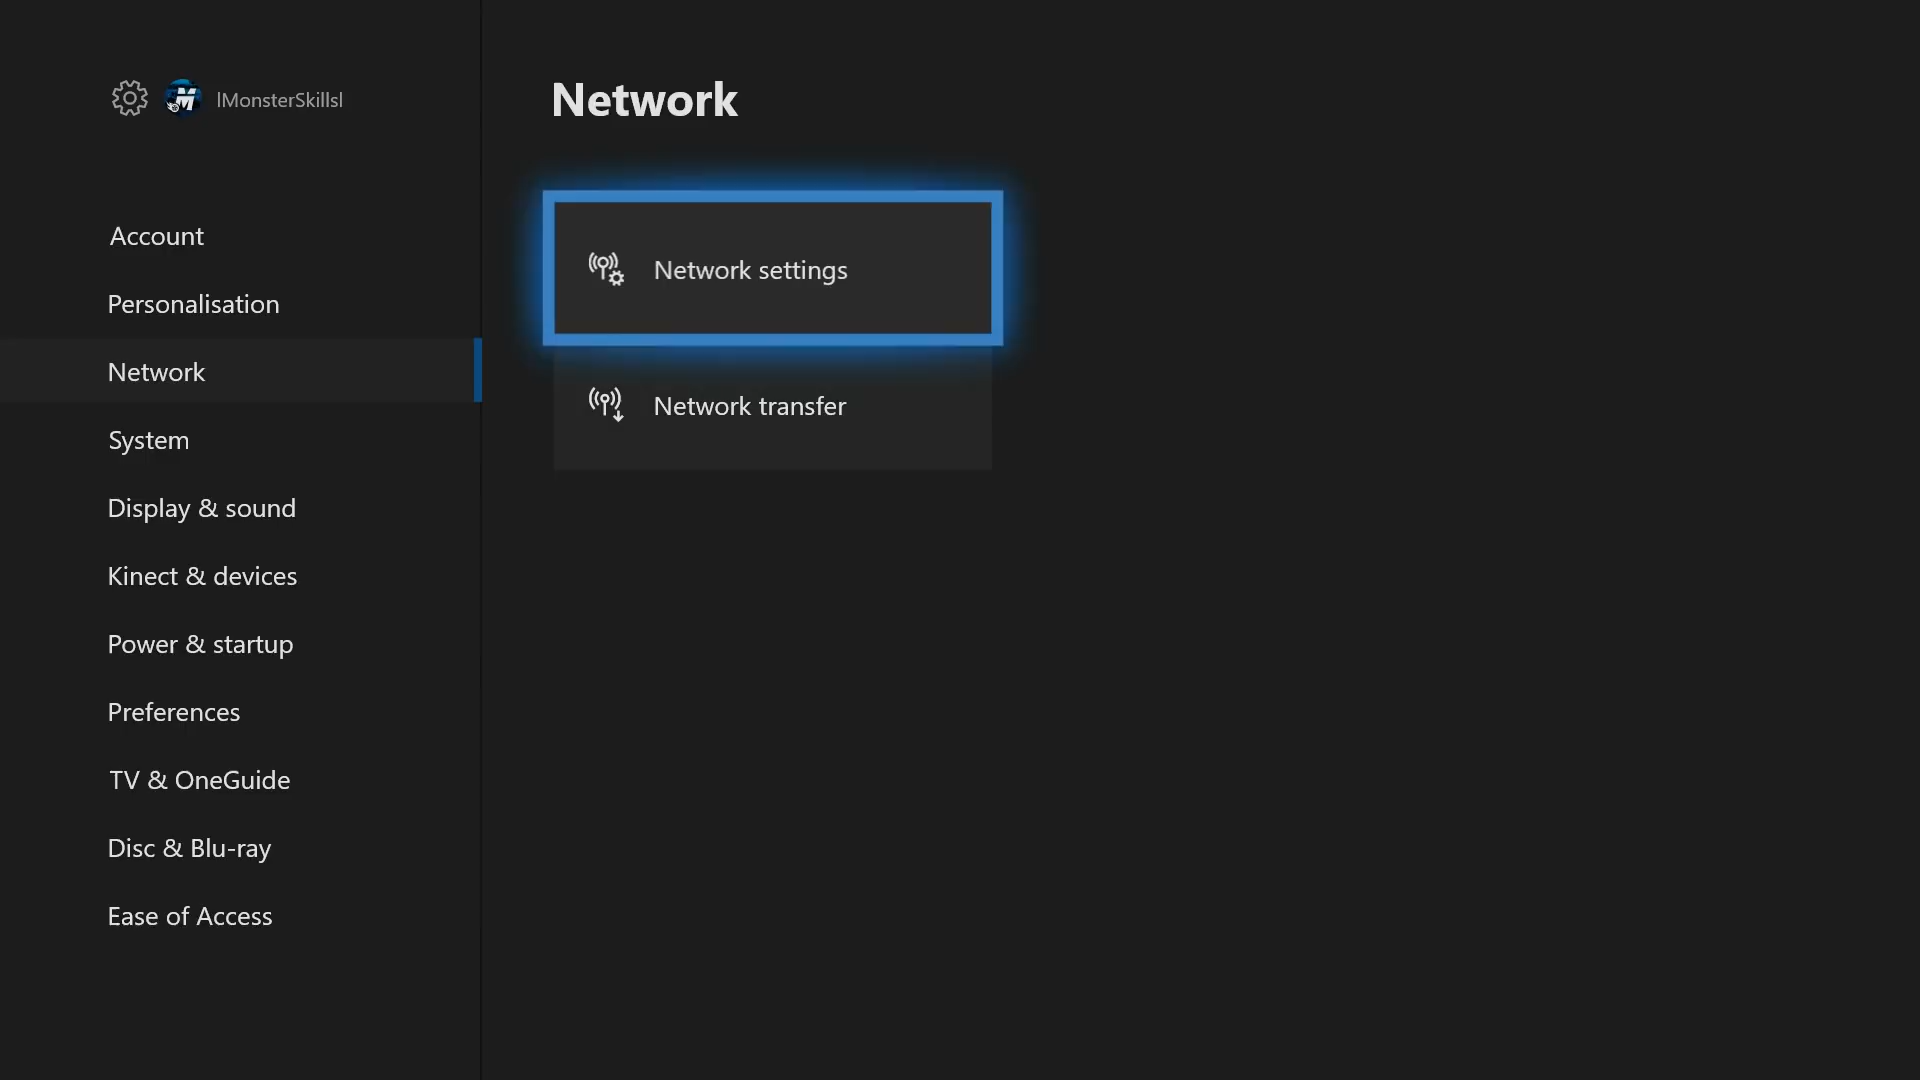 lMonsterSkillsl
Account
Personalisation
Network
System
Display & sound
Kinect & devices
Power & startup
Preferences
TV & OneGuide
Disc & Blu-ray
Ease of Access
Network
Network settings
Network transfer